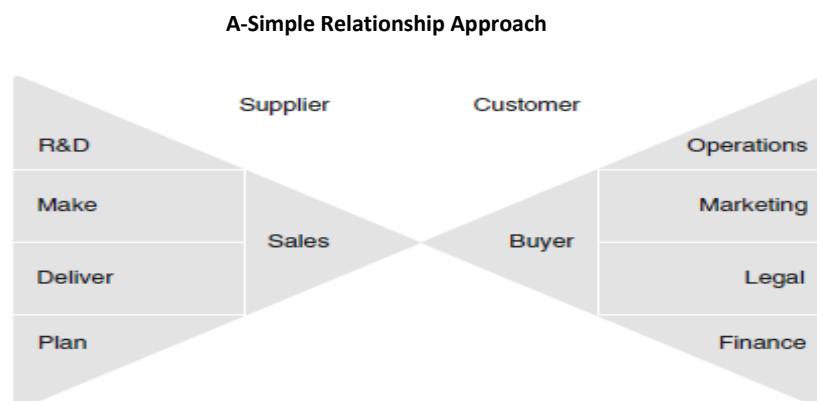 A-Simple Relationship Approach
Supplier Customer
R&D Operations
Make Marketing
Sales Buyer
Deliver Legal
Plan Finance